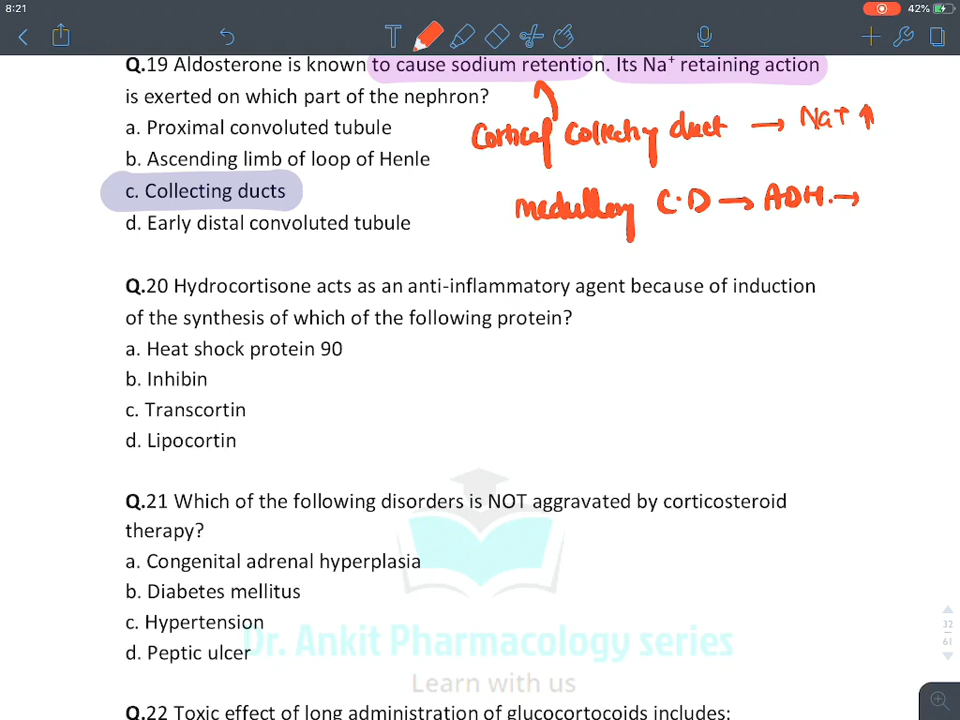 8:21
42%
T
Q.19 Aldosterone is known to cause sodium retention. Its Na⁺ retaining action
is exerted on which part of the nephron?
a. Proximal convoluted tubule
Cortical collecting duct → Na+ ↑
b. Ascending limb of loop of Henle
c. Collecting ducts
medullary C.D → ADH. →
d. Early distal convoluted tubule
Q.20 Hydrocortisone acts as an anti-inflammatory agent because of induction
of the synthesis of which of the following protein?
a. Heat shock protein 90
b. Inhibin
c. Transcortin
d. Lipocortin
Q.21 Which of the following disorders is NOT aggravated by corticosteroid
therapy?
a. Congenital adrenal hyperplasia
b. Diabetes mellitus
c. Hypertension
Dr. Ankit Pharmacology series
d. Peptic ulcer
Learn with us
32
61
Q.22 Toxic effect of long administration of glucocortocoids includes: